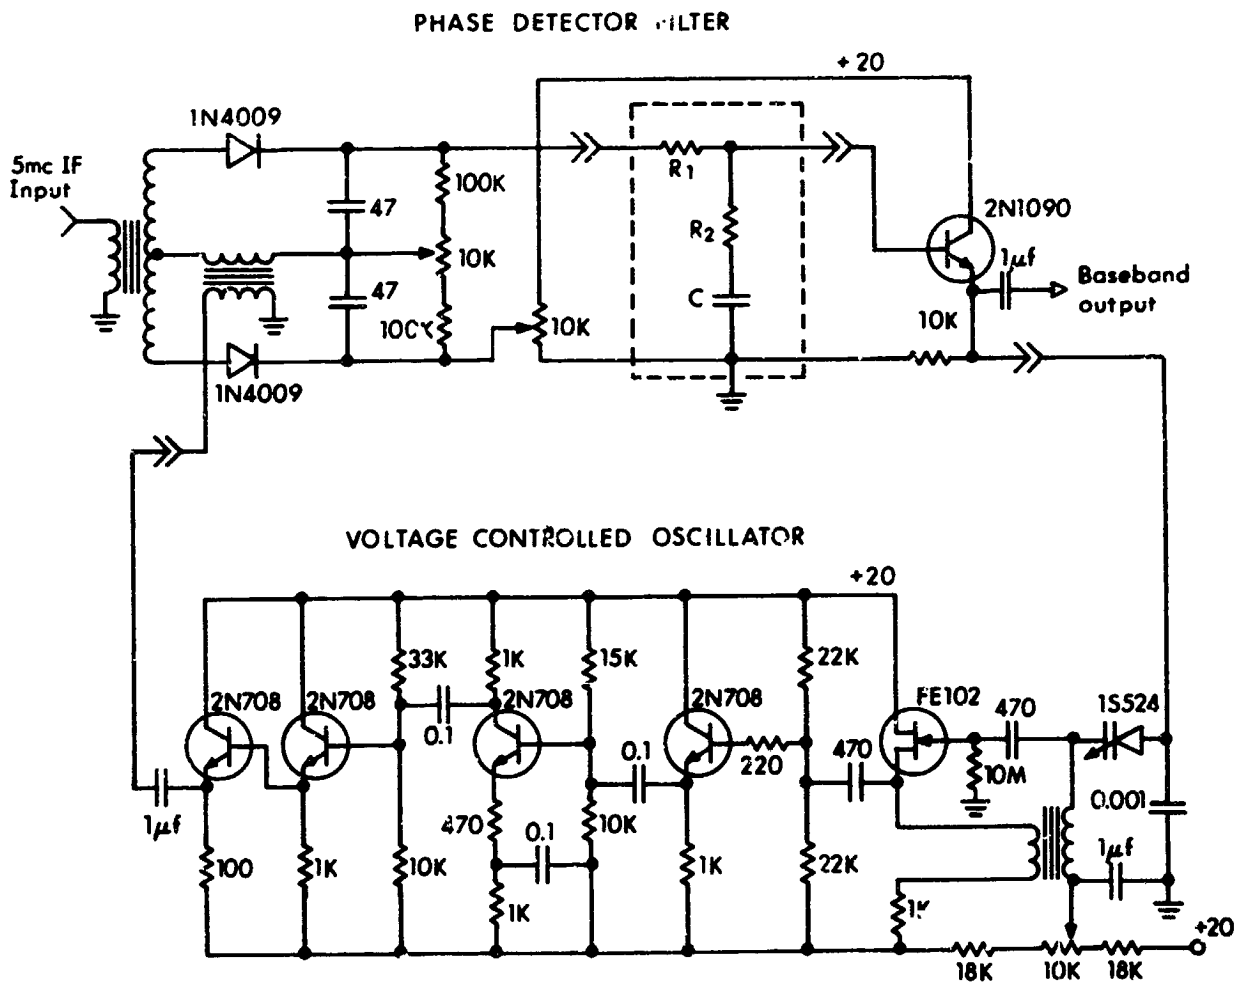 PHASE DETECTOR FILTER
+20
1N4009
5mc IF
Input
R1
100K
47
2N1090
R2
1µf
10K
Baseband
output
47
C
10K
10K
1N4009
VOLTAGE CONTROLLED OSCILLATOR
+20
33K
1K
15K
22K
2N708
2N708
2N708
2N708
FE102
470
1S524
0.1
0.1
220
470
10M
0.001
1µf
470
0.1
10K
1µf
100
1K
10K
1K
22K
1K
+20
18K
10K
18K